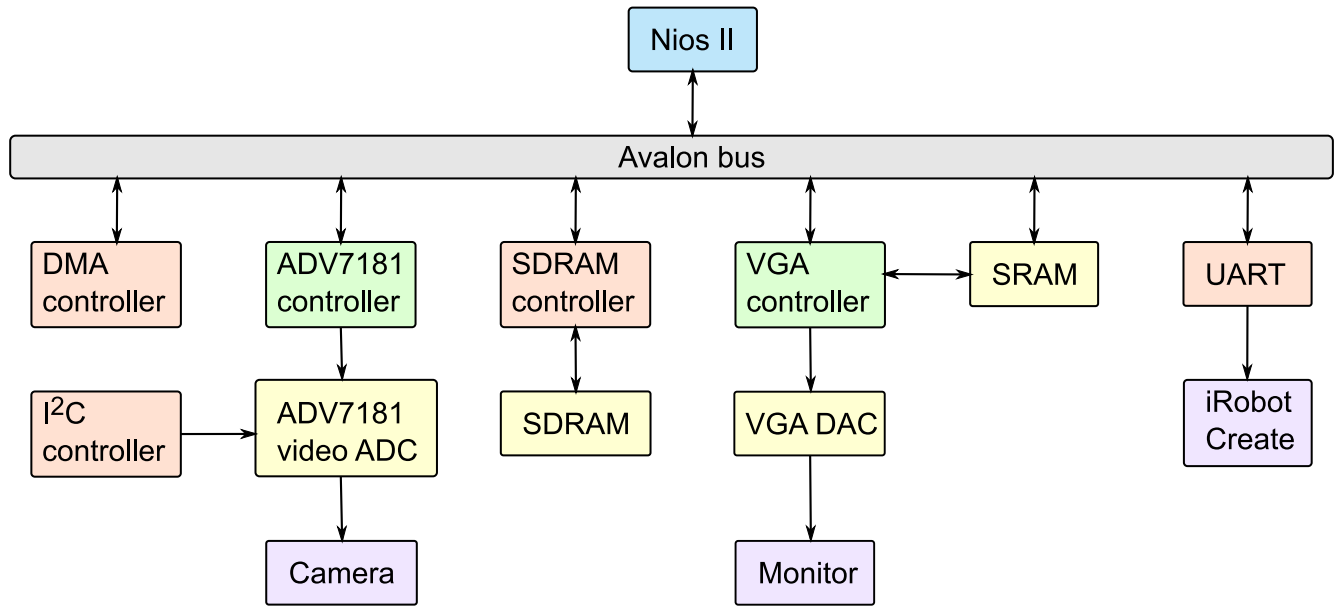 Nios II
Avalon bus
DMA
controller
ADV7181
controller
SDRAM
controller
VGA
controller
SRAM
UART
I²C
controller
ADV7181
video ADC
SDRAM
VGA DAC
iRobot
Create
Camera
Monitor